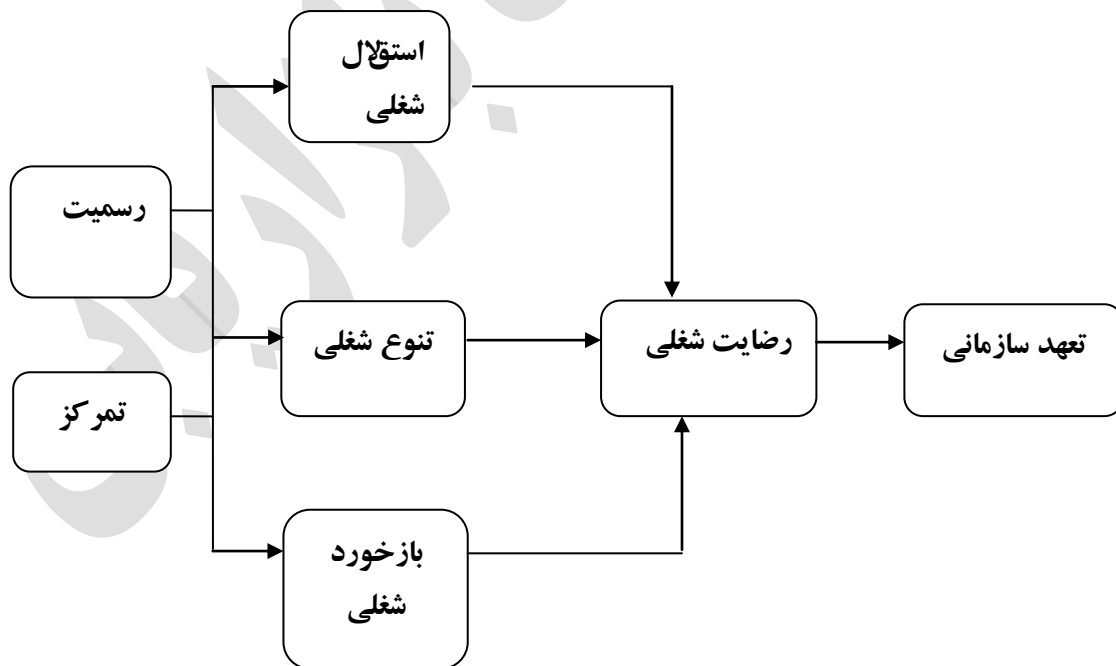 استقلال
شغلی
رسمیت
تنوع شغلی
رضایت شغلی
تعهد سازمانی
تمرکز
بازخورد
شغلی